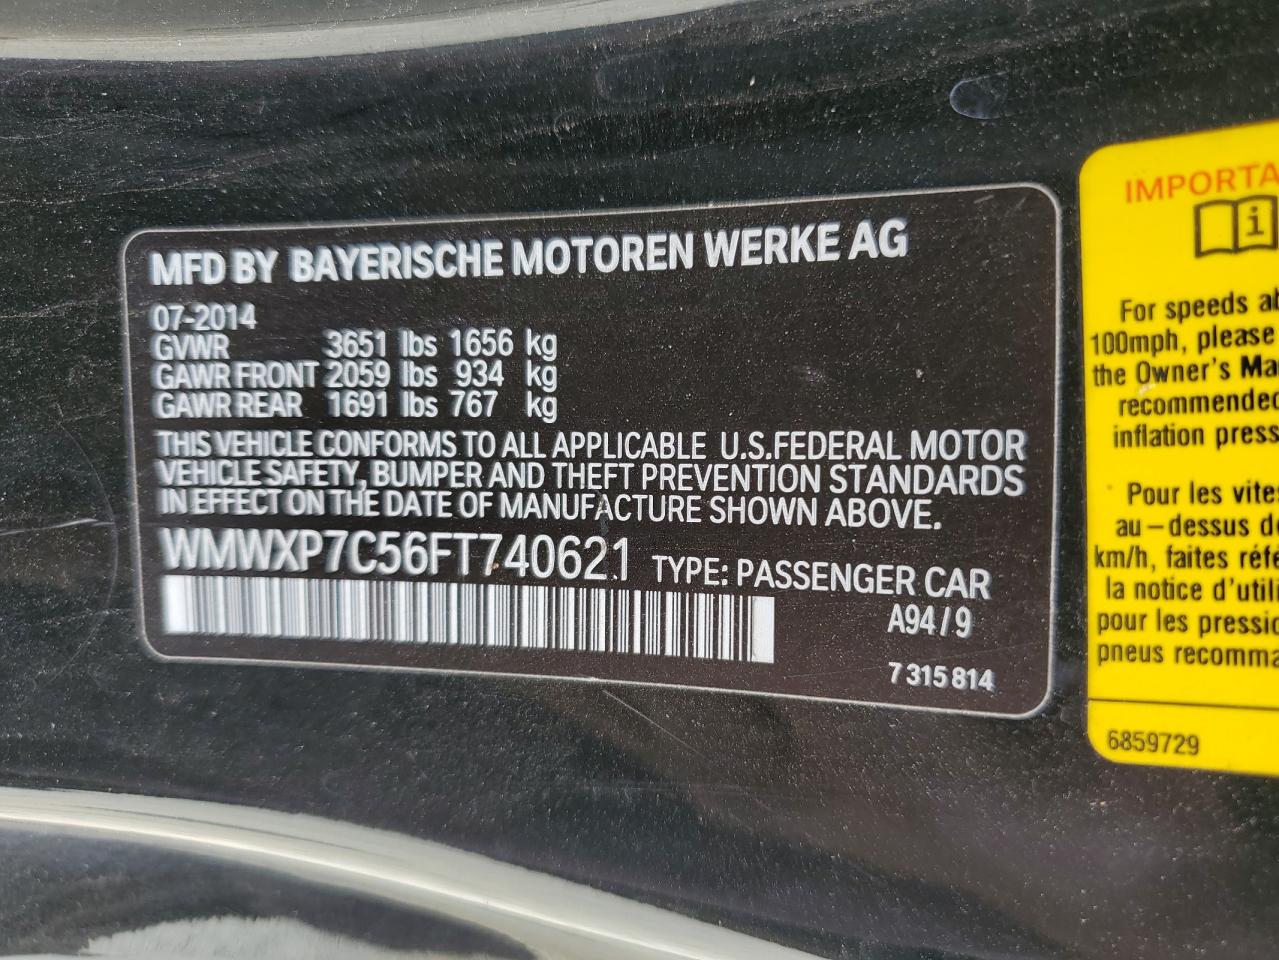 MFD BY BAYERISCHE MOTOREN WERKE AG
07-2014
GVWR 3651 lbs 1656 kg
GAWR FRONT 2059 lbs 934 kg
GAWR REAR 1691 lbs 767 kg
THIS VEHICLE CONFORMS TO ALL APPLICABLE U.S.FEDERAL MOTOR
VEHICLE SAFETY, BUMPER AND THEFT PREVENTION STANDARDS
IN EFFECT ON THE DATE OF MANUFACTURE SHOWN ABOVE.
WMWXP7C56FT740621 TYPE: PASSENGER CAR
A94/9
7 315 814
IMPORTA
i
For speeds ab
100mph, please
the Owner's Ma
recommended
inflation press
Pour les vites
au-dessus de
km/h, faites réfé
la notice d'utili
pour les pressio
pneus recomma
6859729